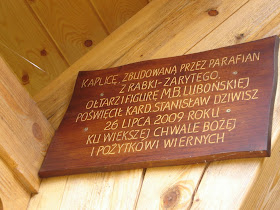 KAPLICĘ, ZBUDOWANĄ PRZEZ PARAFIAN
Z RABKI-ZARYTEGO,
OŁTARZ I FIGURĘ M.B. LUBOŃSKIEJ
POŚWIĘCIŁ KARD. STANISŁAW DZIWISZ
26 LIPCA 2009 ROKU
KU WIĘKSZEJ CHWALE BOŻEJ
I POŻYTKOWI WIERNYCH